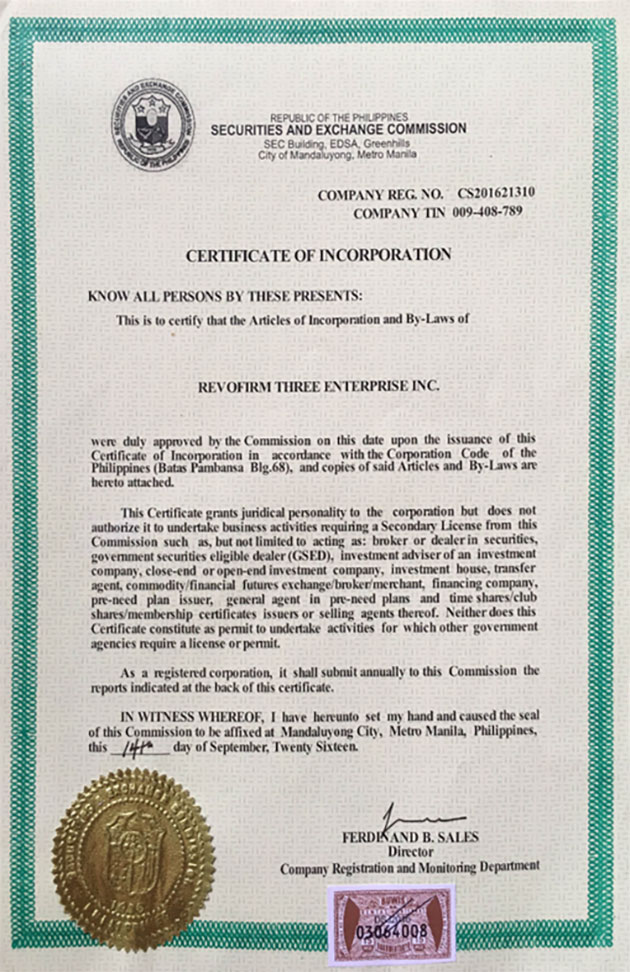 SECURITIES AND EXCHANGE COMMISSION
REPUBLIC OF THE PHILIPPINES
REPUBLIC OF THE PHILIPPINES
SECURITIES AND EXCHANGE COMMISSION
SEC Building, EDSA, Greenhills
City of Mandaluyong, Metro Manila
COMPANY REG. NO. CS201621310
COMPANY TIN 009-408-789
CERTIFICATE OF INCORPORATION
KNOW ALL PERSONS BY THESE PRESENTS:
This is to certify that the Articles of Incorporation and By-Laws of
REVOFIRM THREE ENTERPRISE INC.
were duly approved by the Commission on this date upon the issuance of this
Certificate of Incorporation in accordance with the Corporation Code of the
Philippines (Batas Pambansa Blg.68), and copies of said Articles and By-Laws are
hereto attached.
This Certificate grants juridical personality to the corporation but does not
authorize it to undertake business activities requiring a Secondary License from this
Commission such as, but not limited to acting as: broker or dealer in securities,
government securities eligible dealer (GSED), investment adviser of an investment
company, close-end or open-end investment company, investment house, transfer
agent, commodity/financial futures exchange/broker/merchant, financing company,
pre-need plan issuer, general agent in pre-need plans and time shares/club
shares/membership certificates issuers or selling agents thereof. Neither does this
Certificate constitute as permit to undertake activities for which other government
agencies require a license or permit.
As a registered corporation, it shall submit annually to this Commission the
reports indicated at the back of this certificate.
IN WITNESS WHEREOF, I have hereunto set my hand and caused the seal
of this Commission to be affixed at Mandaluyong City, Metro Manila, Philippines,
this 14th day of September, Twenty Sixteen.
FERDINAND B. SALES
Director
Company Registration and Monitoring Department
03064008